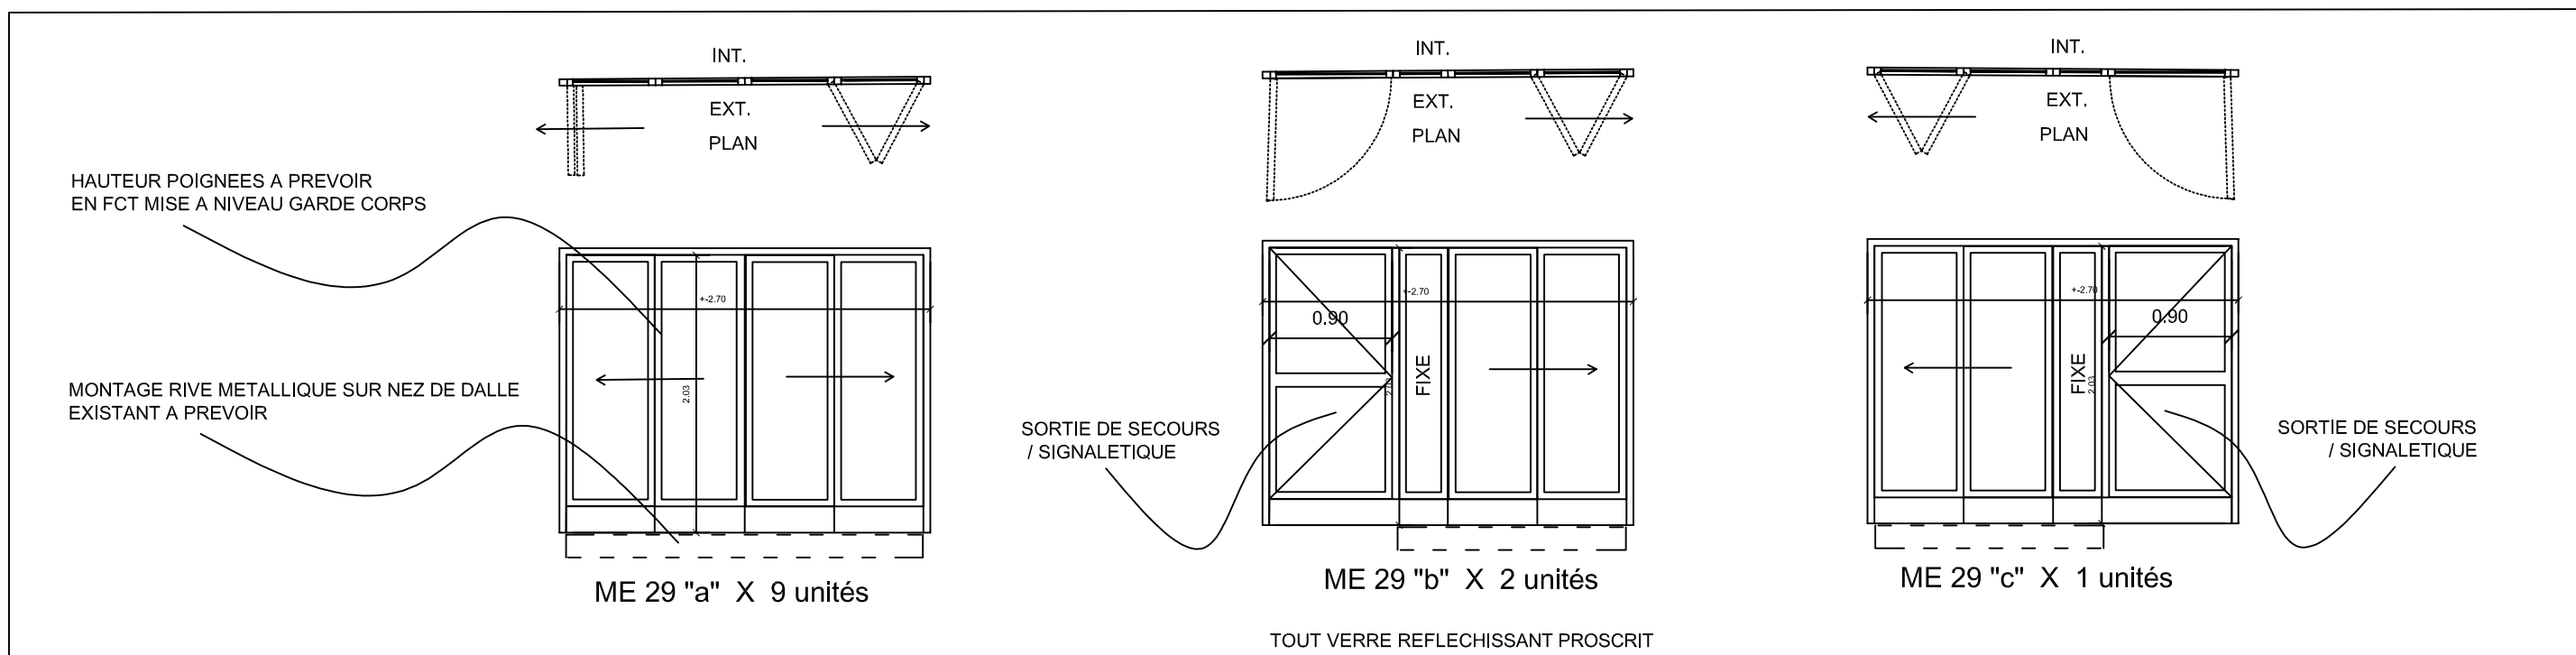 INT.
EXT.
PLAN
HAUTEUR POIGNEES A PREVOIR
EN FCT MISE A NIVEAU GARDE CORPS
+-2.70
2.03
MONTAGE RIVE METALLIQUE SUR NEZ DE DALLE
EXISTANT A PREVOIR
ME 29 "a" X 9 unités
INT.
EXT.
PLAN
+-2.70
0.90
FIXE
2.03
SORTIE DE SECOURS
/ SIGNALETIQUE
ME 29 "b" X 2 unités
INT.
EXT.
PLAN
+-2.70
0.90
FIXE
2.03
SORTIE DE SECOURS
/ SIGNALETIQUE
ME 29 "c" X 1 unités
TOUT VERRE REFLECHISSANT PROSCRIT